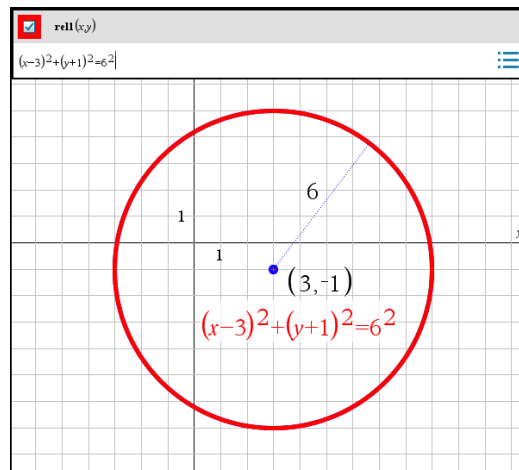 rel1(x,y)
(x−3)²+(y+1)²=6²
6
1
1
(3,-1)
(x−3)²+(y+1)²=6²